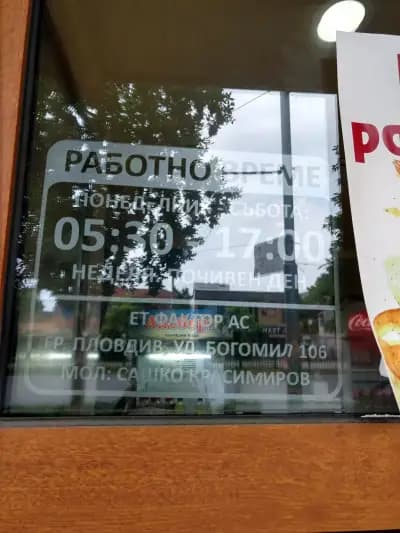 РАБОТНО ВРЕМЕ
ПОНЕДЕЛНИК - СЪБОТА:
05:30 - 17:00
НЕДЕЛЯ: ПОЧИВЕН ДЕН
ЕТ ФАКТОР АС
ГР. ПЛОВДИВ, УЛ. БОГОМИЛ 106
МОЛ: САШКО КРАСИМИРОВ